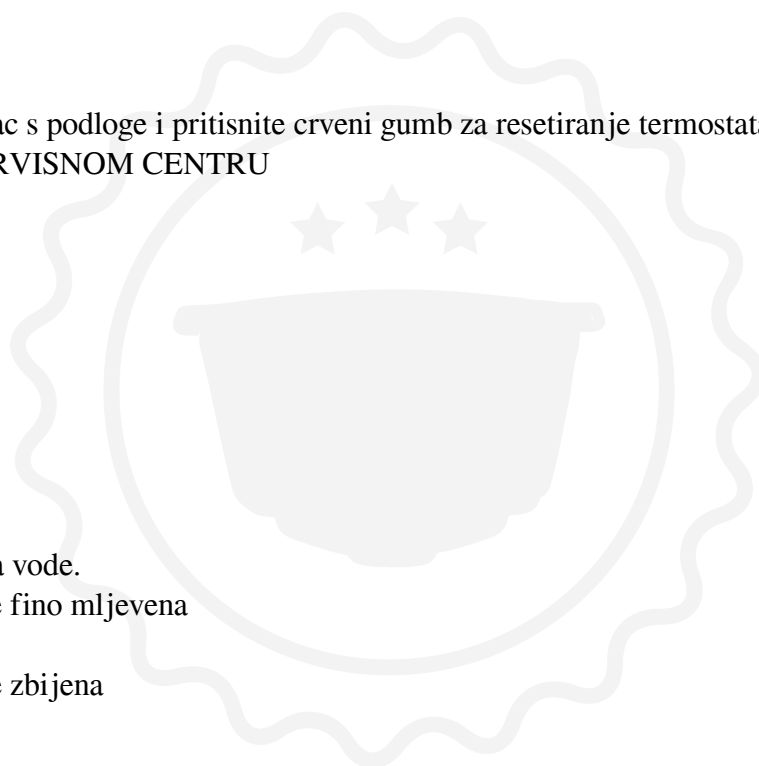 ac s podloge i pritisnite crveni gumb za resetiranje termostata
RVISNOM CENTRU
a vode.
e fino mljevena
e zbijena